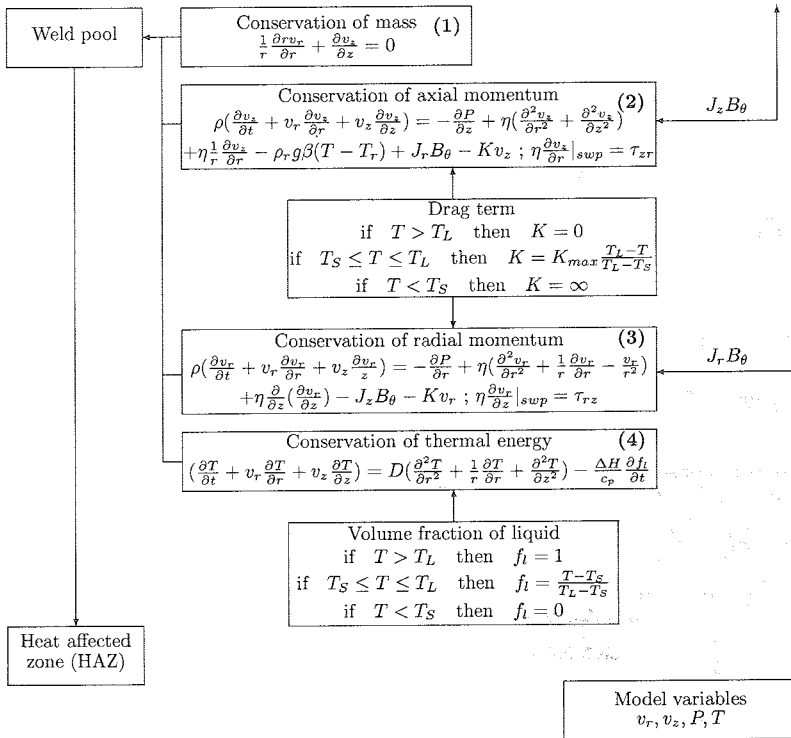 Weld pool
Conservation of mass (1)
$\frac{1}{r}\frac{\partial r v_r}{\partial r} + \frac{\partial v_z}{\partial z} = 0$
Conservation of axial momentum (2)
$\rho(\frac{\partial v_z}{\partial t} + v_r\frac{\partial v_z}{\partial r} + v_z\frac{\partial v_z}{\partial z}) = -\frac{\partial P}{\partial z} + \eta(\frac{\partial^2 v_z}{\partial r^2} + \frac{\partial^2 v_z}{\partial z^2})$
$+\eta\frac{1}{r}\frac{\partial v_z}{\partial r} - \rho_r g\beta(T - T_r) + J_r B_\theta - K v_z \; ; \; \eta\frac{\partial v_z}{\partial r}|_{swp} = \tau_{zr}$
$J_z B_\theta$
Drag term
if $T > T_L$ then $K = 0$
if $T_S \leq T \leq T_L$ then $K = K_{max}\frac{T_L - T}{T_L - T_S}$
if $T < T_S$ then $K = \infty$
Conservation of radial momentum (3)
$\rho(\frac{\partial v_r}{\partial t} + v_r\frac{\partial v_r}{\partial r} + v_z\frac{\partial v_r}{z}) = -\frac{\partial P}{\partial r} + \eta(\frac{\partial^2 v_r}{\partial r^2} + \frac{1}{r}\frac{\partial v_r}{\partial r} - \frac{v_r}{r^2})$
$+\eta\frac{\partial}{\partial z}(\frac{\partial v_r}{\partial z}) - J_z B_\theta - K v_r \; ; \; \eta\frac{\partial v_r}{\partial z}|_{swp} = \tau_{rz}$
$J_r B_\theta$
Conservation of thermal energy (4)
$(\frac{\partial T}{\partial t} + v_r\frac{\partial T}{\partial r} + v_z\frac{\partial T}{\partial z}) = D(\frac{\partial^2 T}{\partial r^2} + \frac{1}{r}\frac{\partial T}{\partial r} + \frac{\partial^2 T}{\partial z^2}) - \frac{\Delta H}{c_p}\frac{\partial f_l}{\partial t}$
Volume fraction of liquid
if $T > T_L$ then $f_l = 1$
if $T_S \leq T \leq T_L$ then $f_l = \frac{T - T_S}{T_L - T_S}$
if $T < T_S$ then $f_l = 0$
Heat affected
zone (HAZ)
Model variables
$v_r, v_z, P, T$